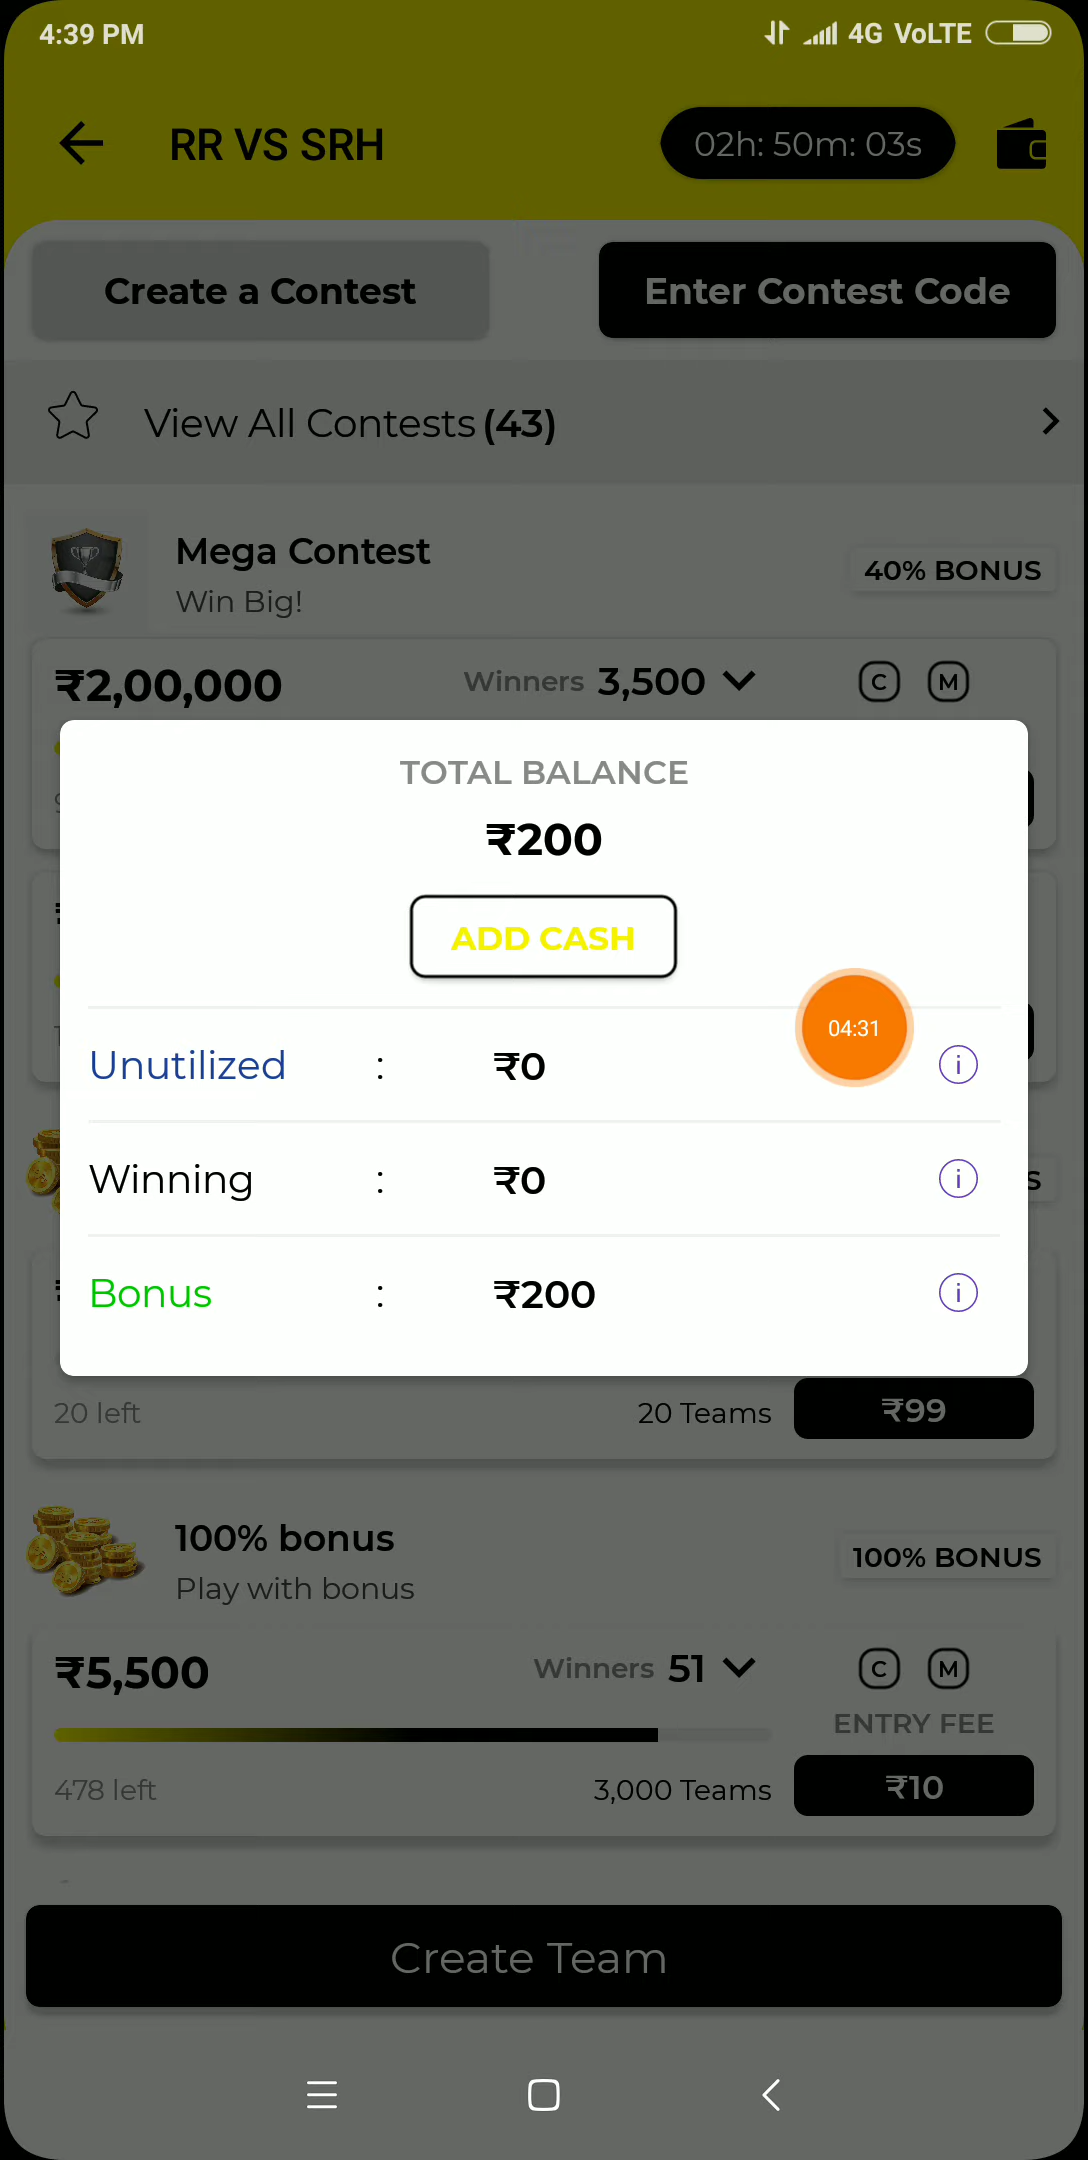 4:39 PM
4G VoLTE
RR VS SRH
02h: 50m: 03s
Create a Contest
Enter Contest Code
View All Contests (43)
Mega Contest
Win Big!
40% BONUS
₹2,00,000
Winners 3,500
C M
TOTAL BALANCE
₹200
ADD CASH
04:31
Unutilized : ₹0
i
Winning : ₹0
i
Bonus : ₹200
i
20 left
20 Teams
₹99
100% bonus
Play with bonus
100% BONUS
₹5,500
Winners 51
C M
ENTRY FEE
478 left
3,000 Teams
₹10
Create Team